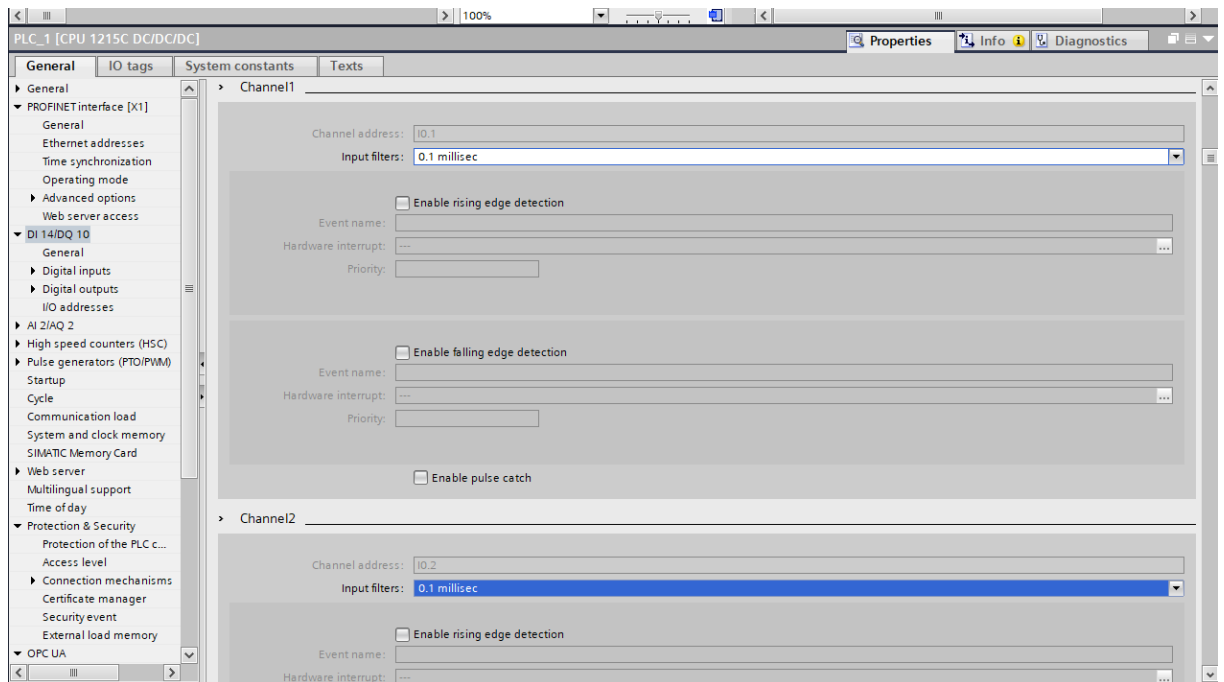 100%
PLC_1 [CPU 1215C DC/DC/DC]
Properties Info Diagnostics
General IO tags System constants Texts
General
PROFINET interface [X1]
General
Ethernet addresses
Time synchronization
Operating mode
Advanced options
Web server access
DI 14/DQ 10
General
Digital inputs
Digital outputs
I/O addresses
AI 2/AQ 2
High speed counters (HSC)
Pulse generators (PTO/PWM)
Startup
Cycle
Communication load
System and clock memory
SIMATIC Memory Card
Web server
Multilingual support
Time of day
Protection & Security
Protection of the PLC c...
Access level
Connection mechanisms
Certificate manager
Security event
External load memory
OPC UA
Channel1
Channel address: I0.1
Input filters: 0.1 millisec
Enable rising edge detection
Event name:
Hardware interrupt: --- ...
Priority:
Enable falling edge detection
Event name:
Hardware interrupt: --- ...
Priority:
Enable pulse catch
Channel2
Channel address: I0.2
Input filters: 0.1 millisec
Enable rising edge detection
Event name:
Hardware interrupt: --- ...